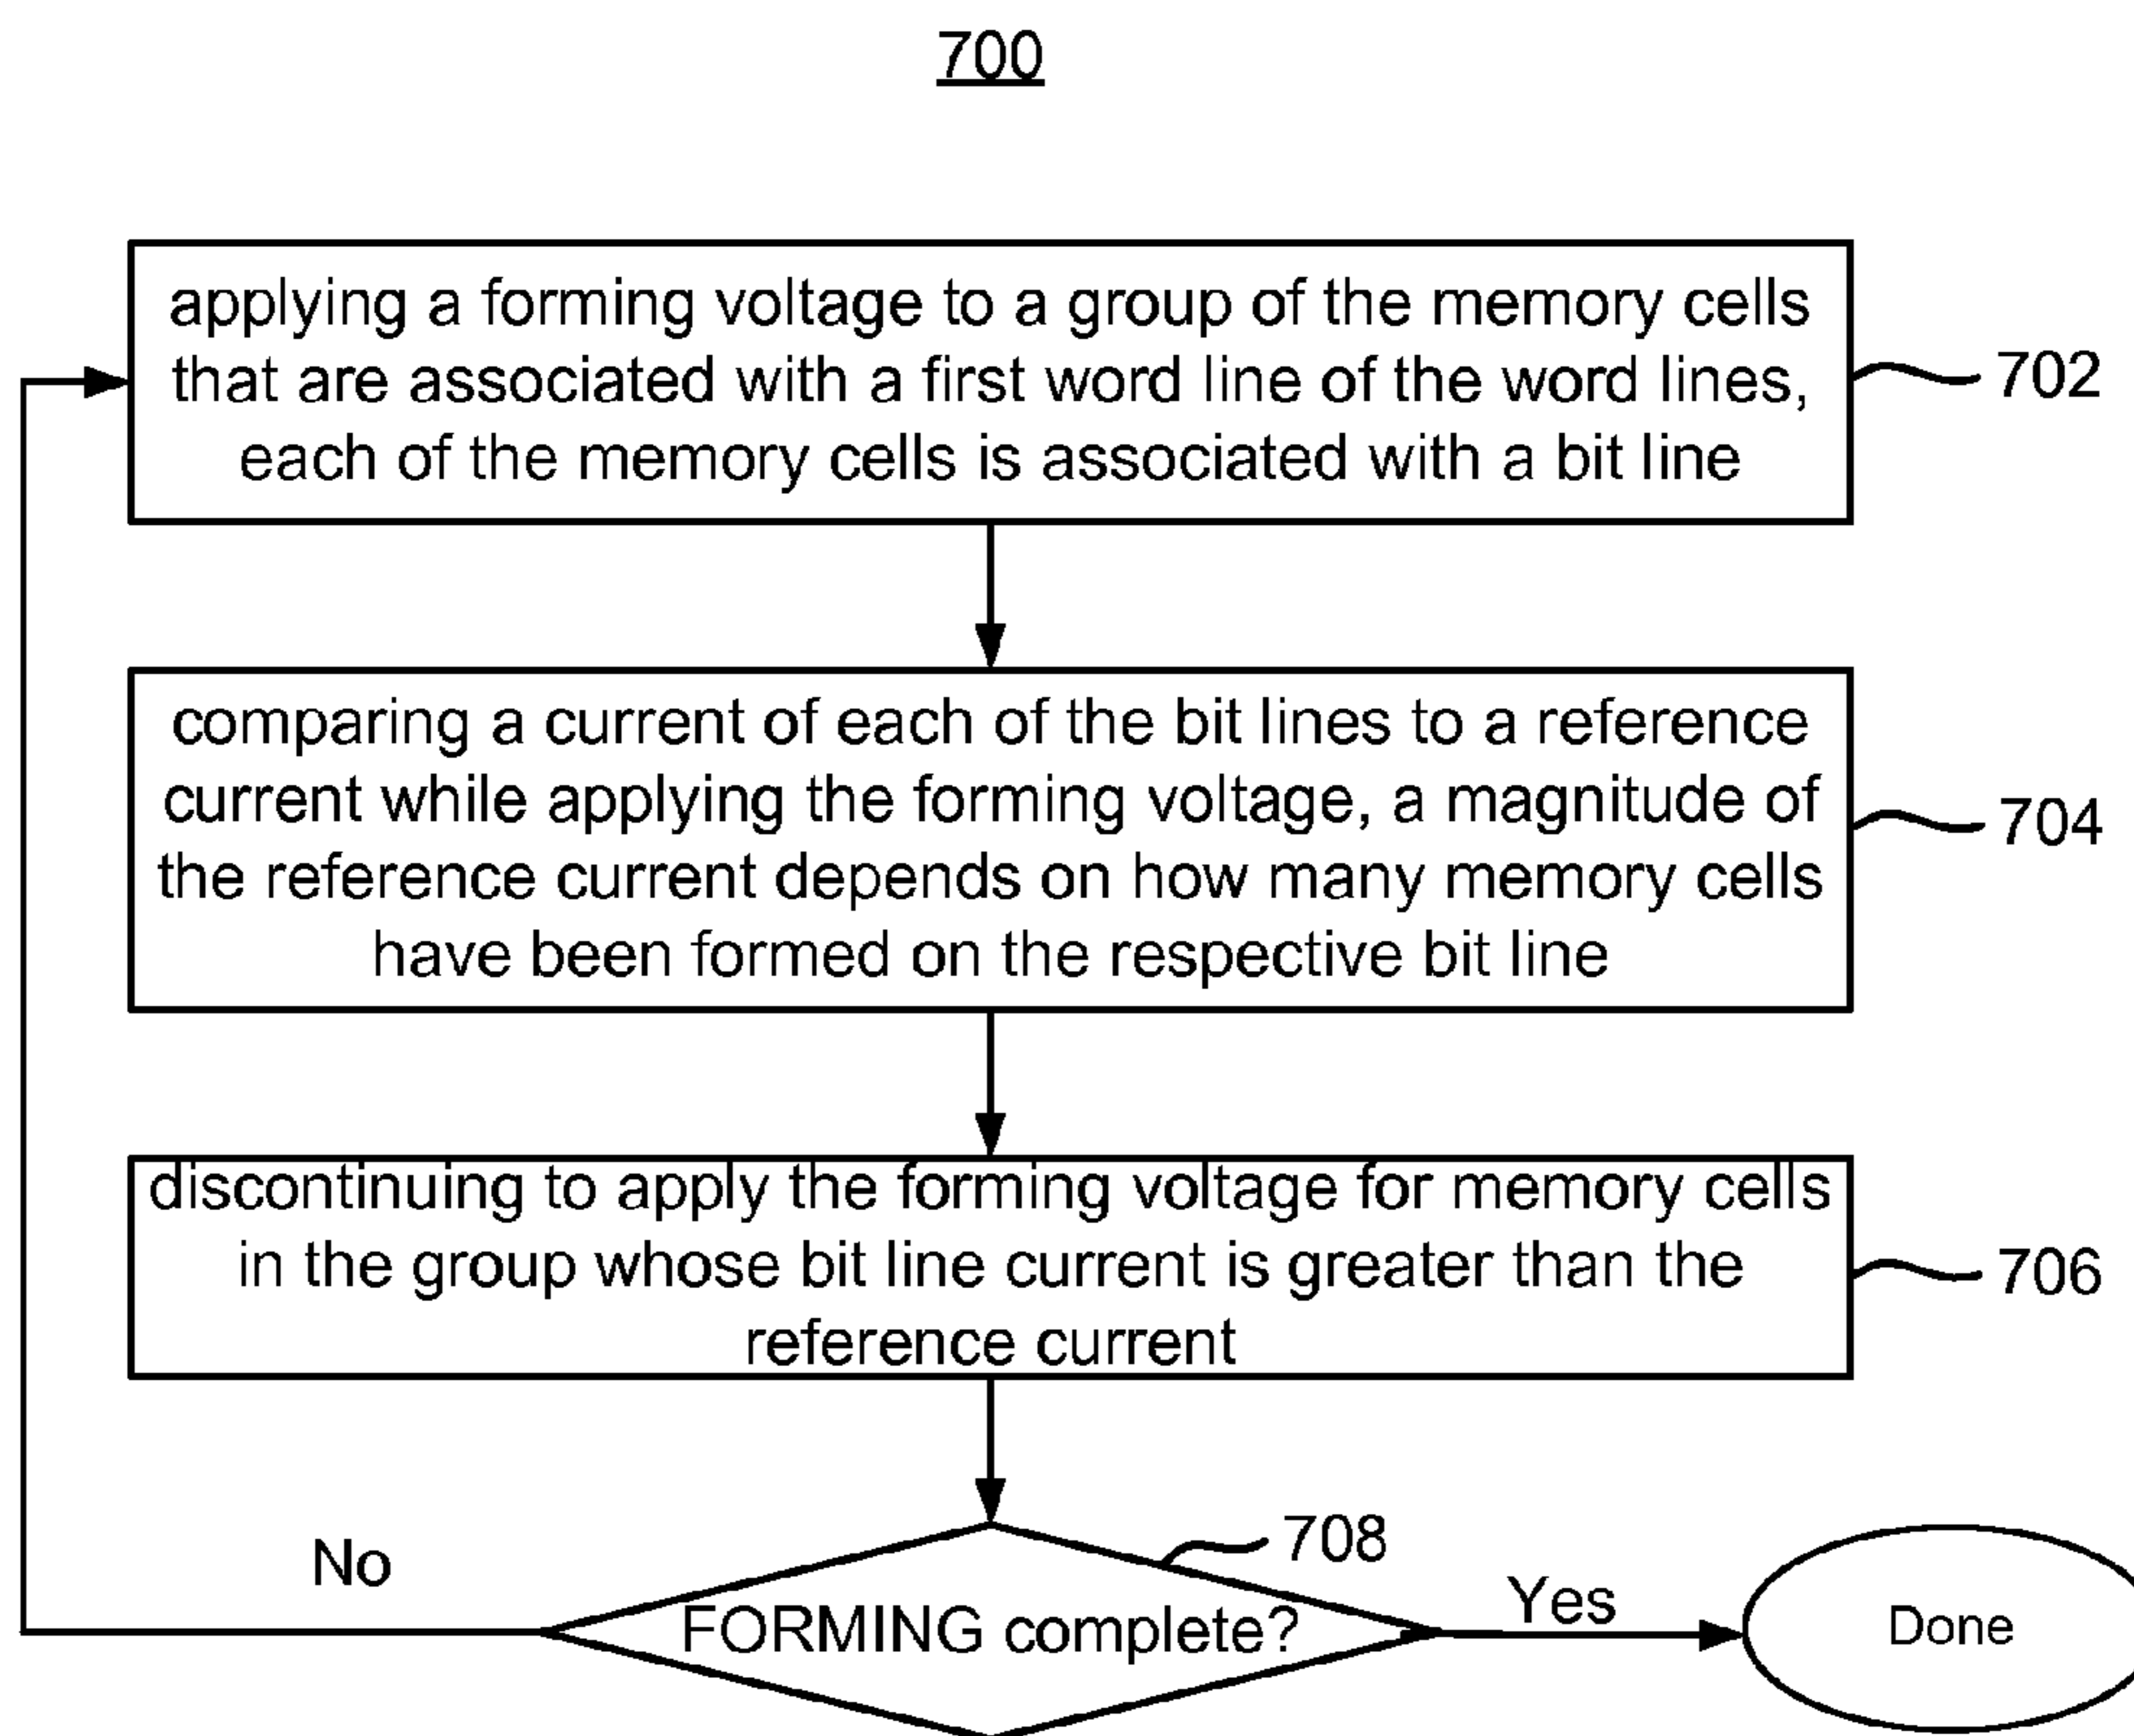 700
applying a forming voltage to a group of the memory cells
that are associated with a first word line of the word lines,
each of the memory cells is associated with a bit line
702
comparing a current of each of the bit lines to a reference
current while applying the forming voltage, a magnitude of
the reference current depends on how many memory cells
have been formed on the respective bit line
704
discontinuing to apply the forming voltage for memory cells
in the group whose bit line current is greater than the
reference current
706
708
No
FORMING complete?
Yes
Done